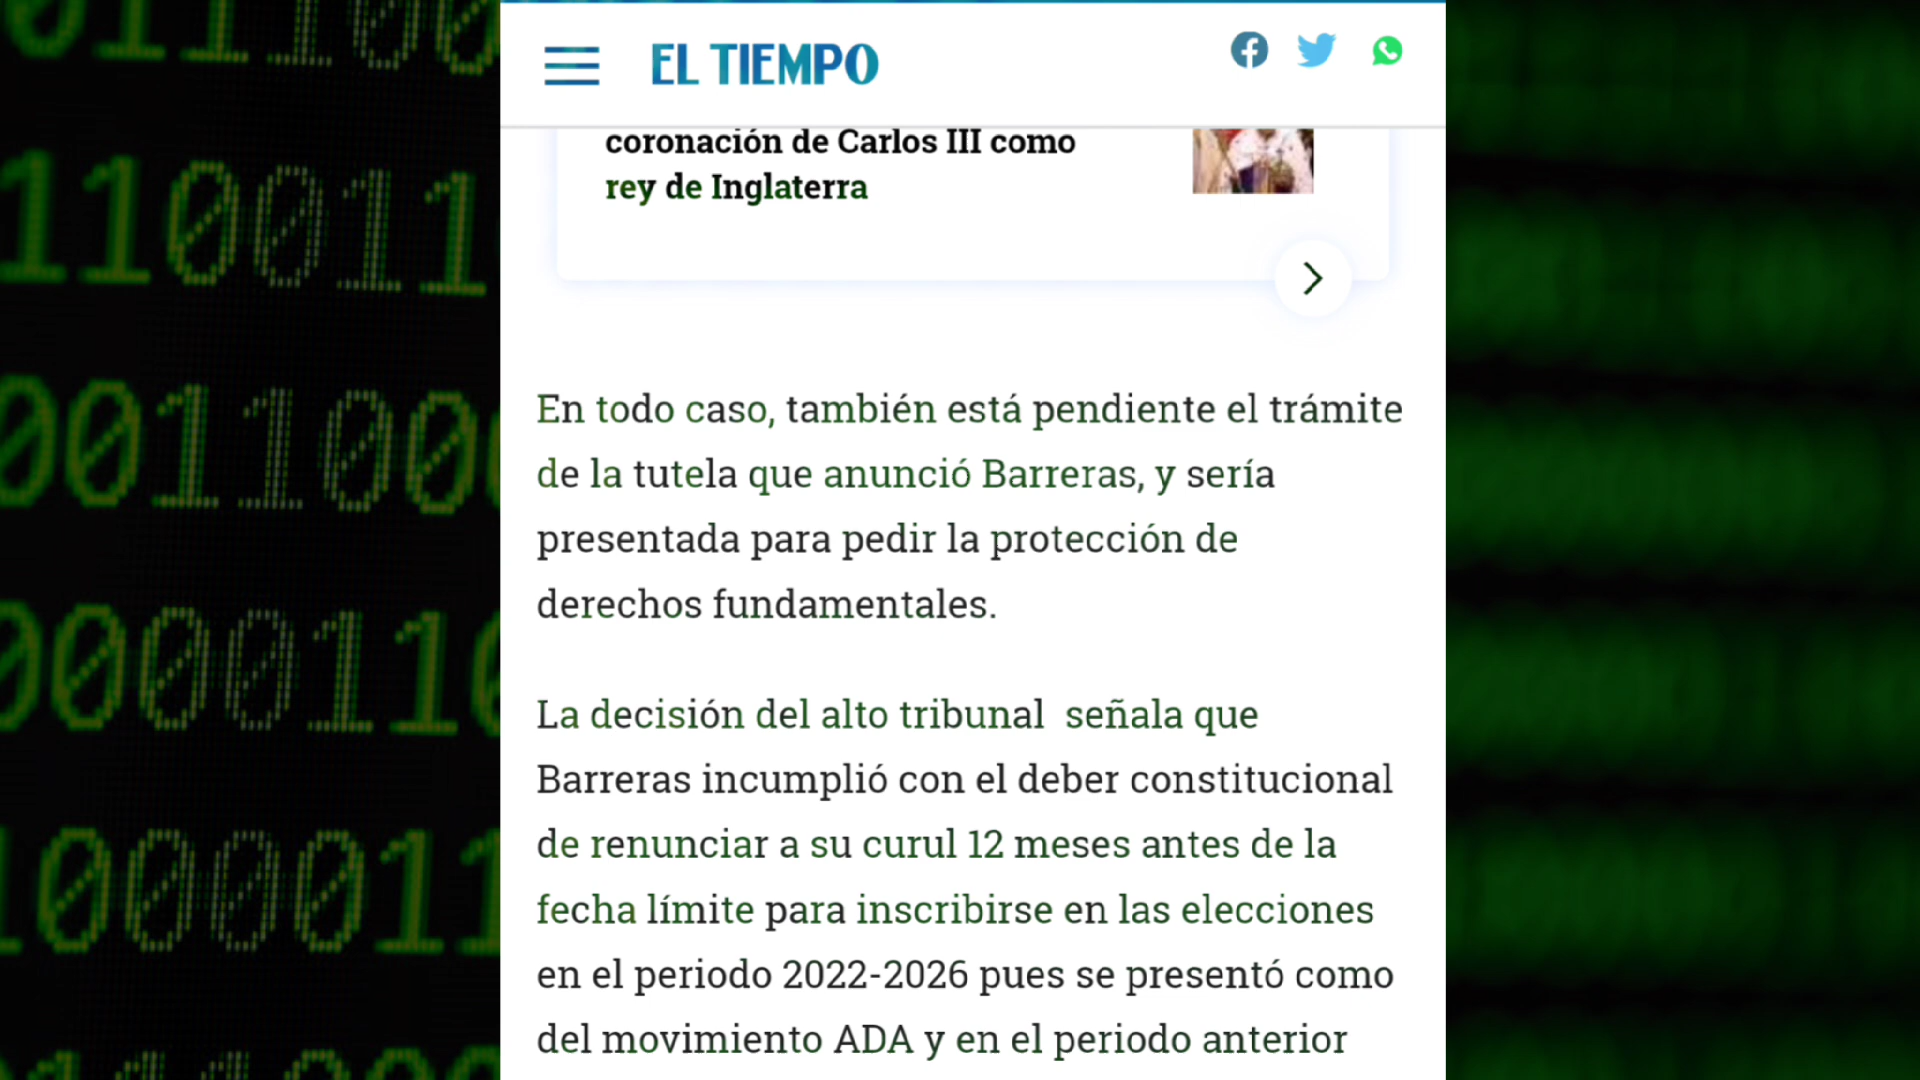 EL TIEMPO
coronación de Carlos III como
rey de Inglaterra
En todo caso, también está pendiente el trámite
de la tutela que anunció Barreras, y sería
presentada para pedir la protección de
derechos fundamentales.
La decisión del alto tribunal señala que
Barreras incumplió con el deber constitucional
de renunciar a su curul 12 meses antes de la
fecha límite para inscribirse en las elecciones
en el periodo 2022-2026 pues se presentó como
del movimiento ADA y en el periodo anterior